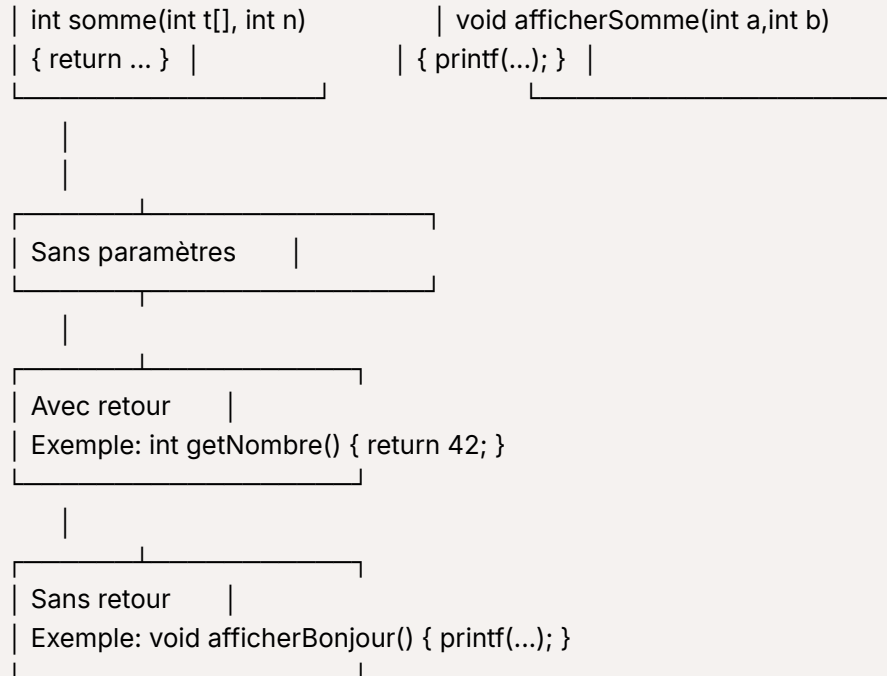 │ int somme(int t[], int n) │ void afficherSomme(int a,int b)
│ { return ... } │ │ { printf(...); } │
└────────────────────┘ └───────────────────────
│
│
┌────────┴──────────────────┐
│ Sans paramètres │
└────────┬──────────────────┘
│
┌────────┴─────────────┐
│ Avec retour │
│ Exemple: int getNombre() { return 42; }
└──────────────────────┘
│
┌────────┴─────────────┐
│ Sans retour │
│ Exemple: void afficherBonjour() { printf(...); }
└──────────────────────┘